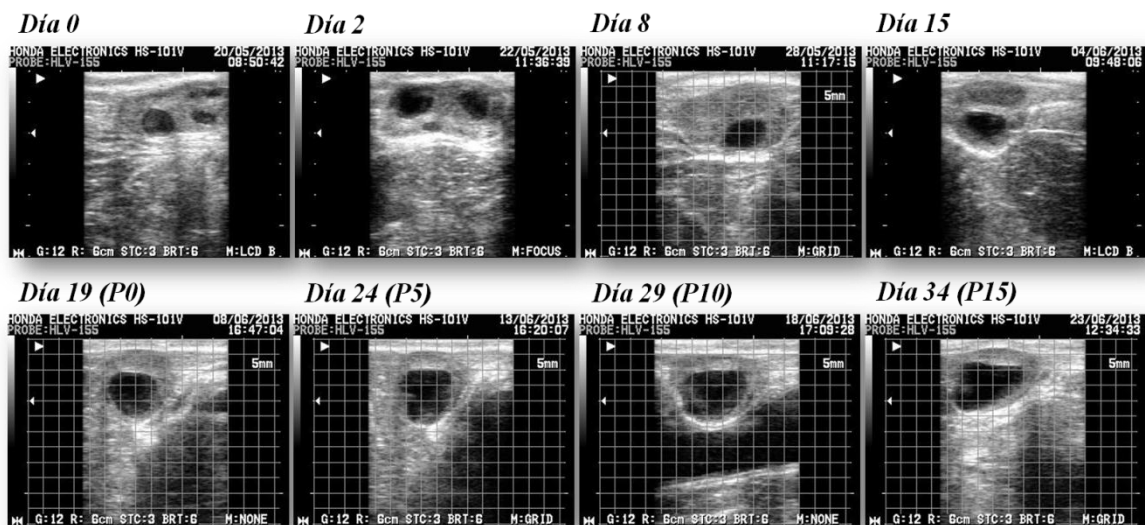 Día 0
HONDA ELECTRONICS HS-101V 20/05/2013
PROBE:HLV-155 08:50:42
G:12 R: 6cm STC:3 BRT:6 M:LCD B
Día 2
HONDA ELECTRONICS HS-101V 22/05/2013
PROBE:HLV-155 11:36:39
G:12 R: 6cm STC:3 BRT:6 M:FOCUS
Día 8
HONDA ELECTRONICS HS-101V 28/05/2013
PROBE:HLV-155 11:17:15
5mm
G:12 R: 6cm STC:3 BRT:6 M:GRID
Día 15
HONDA ELECTRONICS HS-101V 04/06/2013
PROBE:HLV-155 09:48:06
G:12 R: 6cm STC:3 BRT:6 M:LCD B
Día 19 (P0)
HONDA ELECTRONICS HS-101V 08/06/2013
PROBE:HLV-155 16:47:04
5mm
G:12 R: 6cm STC:3 BRT:6 M:NONE
Día 24 (P5)
HONDA ELECTRONICS HS-101V 13/06/2013
PROBE:HLV-155 16:20:07
5mm
G:12 R: 6cm STC:3 BRT:6 M:GRID
Día 29 (P10)
HONDA ELECTRONICS HS-101V 18/06/2013
PROBE:HLV-155 17:09:28
5mm
G:12 R: 6cm STC:3 BRT:6 M:NONE
Día 34 (P15)
HONDA ELECTRONICS HS-101V 23/06/2013
PROBE:HLV-155 12:34:33
5mm
G:12 R: 6cm STC:3 BRT:6 M:GRID